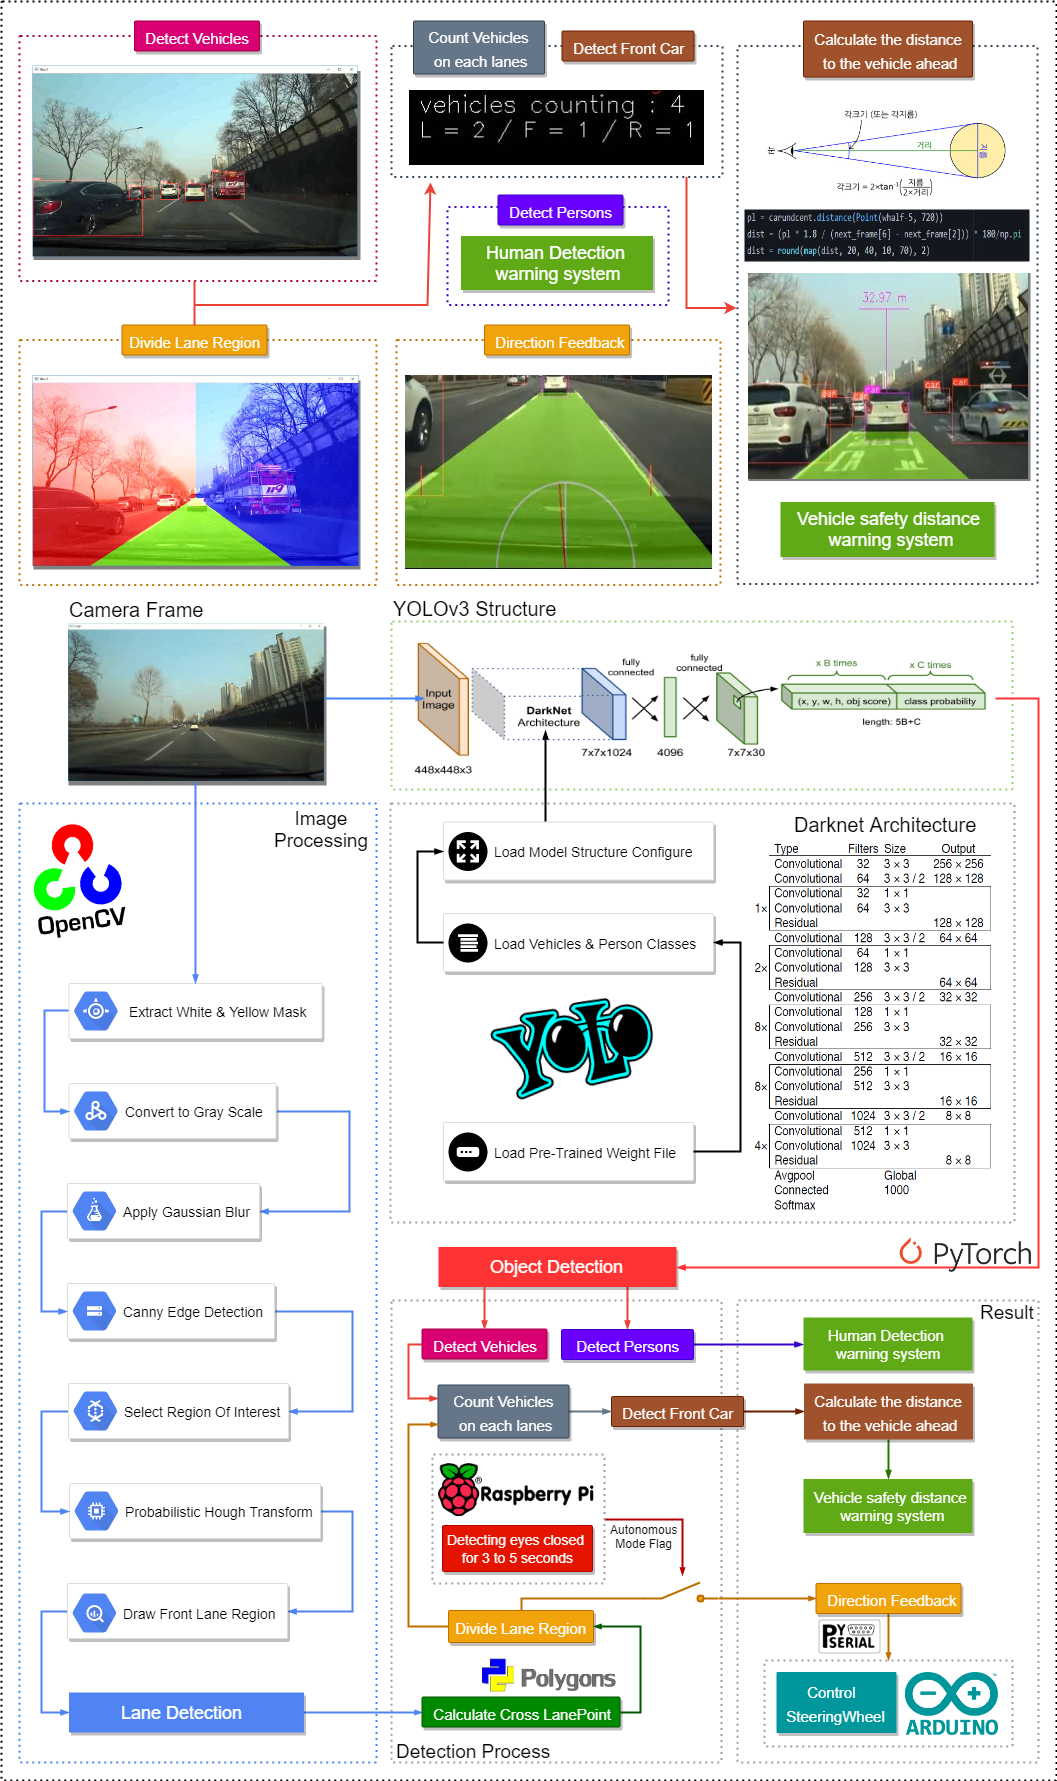 Detect Vehicles
Count Vehicles
on each lanes
Detect Front Car
vehicles counting : 4
L = 2 / F = 1 / R = 1
Detect Persons
Human Detection
warning system
Calculate the distance
to the vehicle ahead
각크기 (또는 각지름)
거리
지름
각크기 = 2×tan⁻¹(지름/2×거리)
pl = carundcent.distance(Point(whalf-5, 720))
dist = (pl * 1.8 / (next_frame[6] - next_frame[2])) * 180/np.pi
dist = round(map(dist, 20, 40, 10, 70), 2)
32.97 m
car
car
car
car
car
Vehicle safety distance
warning system
Divide Lane Region
Direction Feedback
Camera Frame
YOLOv3 Structure
Input
Image
448x448x3
DarkNet
Architecture
7x7x1024
fully
connected
4096
fully
connected
7x7x30
x B times
x C times
(x, y, w, h, obj score)
class probability
length: 5B+C
Image
Processing
OpenCV
Extract White & Yellow Mask
Convert to Gray Scale
Apply Gaussian Blur
Canny Edge Detection
Select Region Of Interest
Probabilistic Hough Transform
Draw Front Lane Region
Lane Detection
Load Model Structure Configure
Load Vehicles & Person Classes
YOLO
Load Pre-Trained Weight File
Darknet Architecture
Type Filters Size Output
Convolutional 32 3 × 3 256 × 256
Convolutional 64 3 × 3 / 2 128 × 128
Convolutional 32 1 × 1
1× Convolutional 64 3 × 3
Residual 128 × 128
Convolutional 128 3 × 3 / 2 64 × 64
Convolutional 64 1 × 1
2× Convolutional 128 3 × 3
Residual 64 × 64
Convolutional 256 3 × 3 / 2 32 × 32
Convolutional 128 1 × 1
8× Convolutional 256 3 × 3
Residual 32 × 32
Convolutional 512 3 × 3 / 2 16 × 16
Convolutional 256 1 × 1
8× Convolutional 512 3 × 3
Residual 16 × 16
Convolutional 1024 3 × 3 / 2 8 × 8
Convolutional 512 1 × 1
4× Convolutional 1024 3 × 3
Residual 8 × 8
Avgpool Global
Connected 1000
Softmax
PyTorch
Object Detection
Detect Vehicles
Detect Persons
Count Vehicles
on each lanes
Detect Front Car
Raspberry Pi
Detecting eyes closed
for 3 to 5 seconds
Autonomous
Mode Flag
Divide Lane Region
Polygons
Calculate Cross LanePoint
Detection Process
Result
Human Detection
warning system
Calculate the distance
to the vehicle ahead
Vehicle safety distance
warning system
Direction Feedback
PYSERIAL
Control
SteeringWheel
ARDUINO